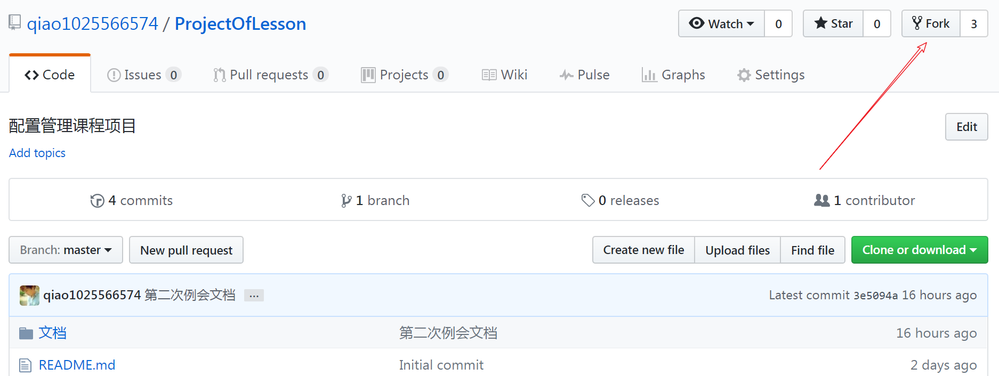 qiao1025566574 / ProjectOfLesson
Watch 0 Star 0 Fork 3
Code Issues 0 Pull requests 0 Projects 0 Wiki Pulse Graphs Settings
配置管理课程项目
Edit
Add topics
4 commits 1 branch 0 releases 1 contributor
Branch: master New pull request Create new file Upload files Find file Clone or download
qiao1025566574 第二次例会文档 ... Latest commit 3e5094a 16 hours ago
文档 第二次例会文档 16 hours ago
README.md Initial commit 2 days ago